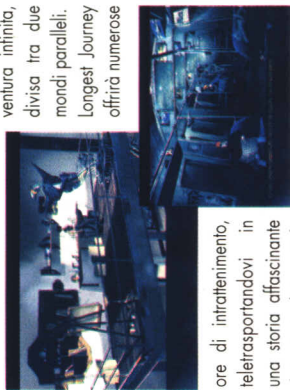 ventura infinita,
divisa tra due
mondi paralleli.
Longest Journey
offrirà numerose
ore di intrattenimento,
teletrasportandovi in
una storia affascinante